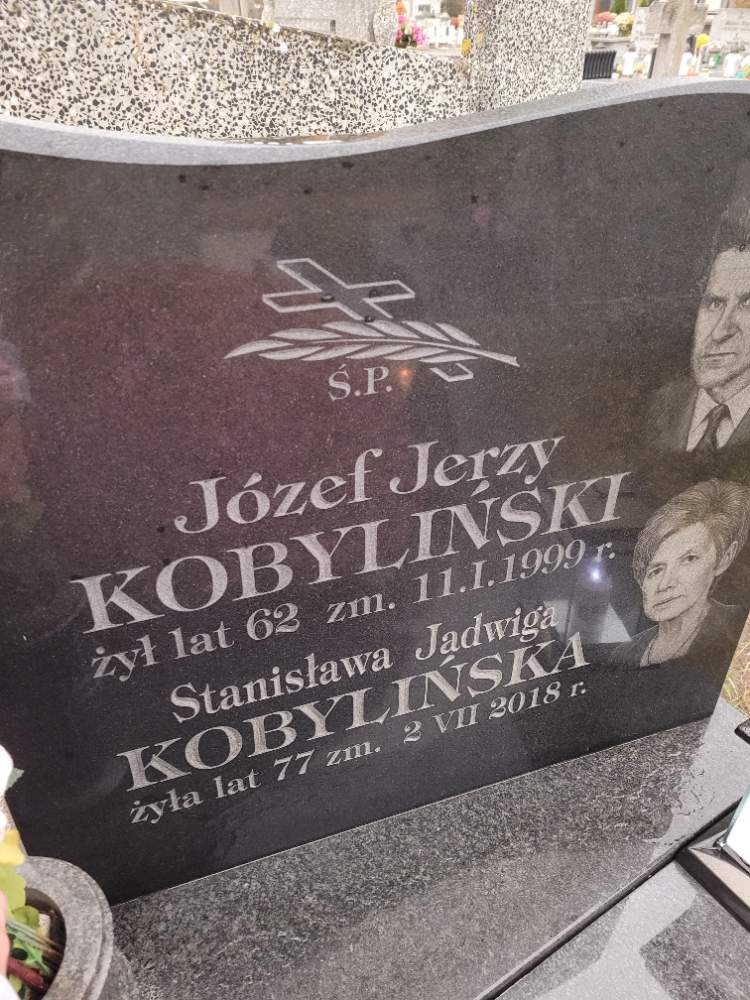 Ś.P.
Józef Jerzy
KOBYLIŃSKI
żył lat 62 zm. 11.I.1999 r.
Stanisława Jadwiga
KOBYLIŃSKA
żyła lat 77 zm. 2 VII 2018 r.